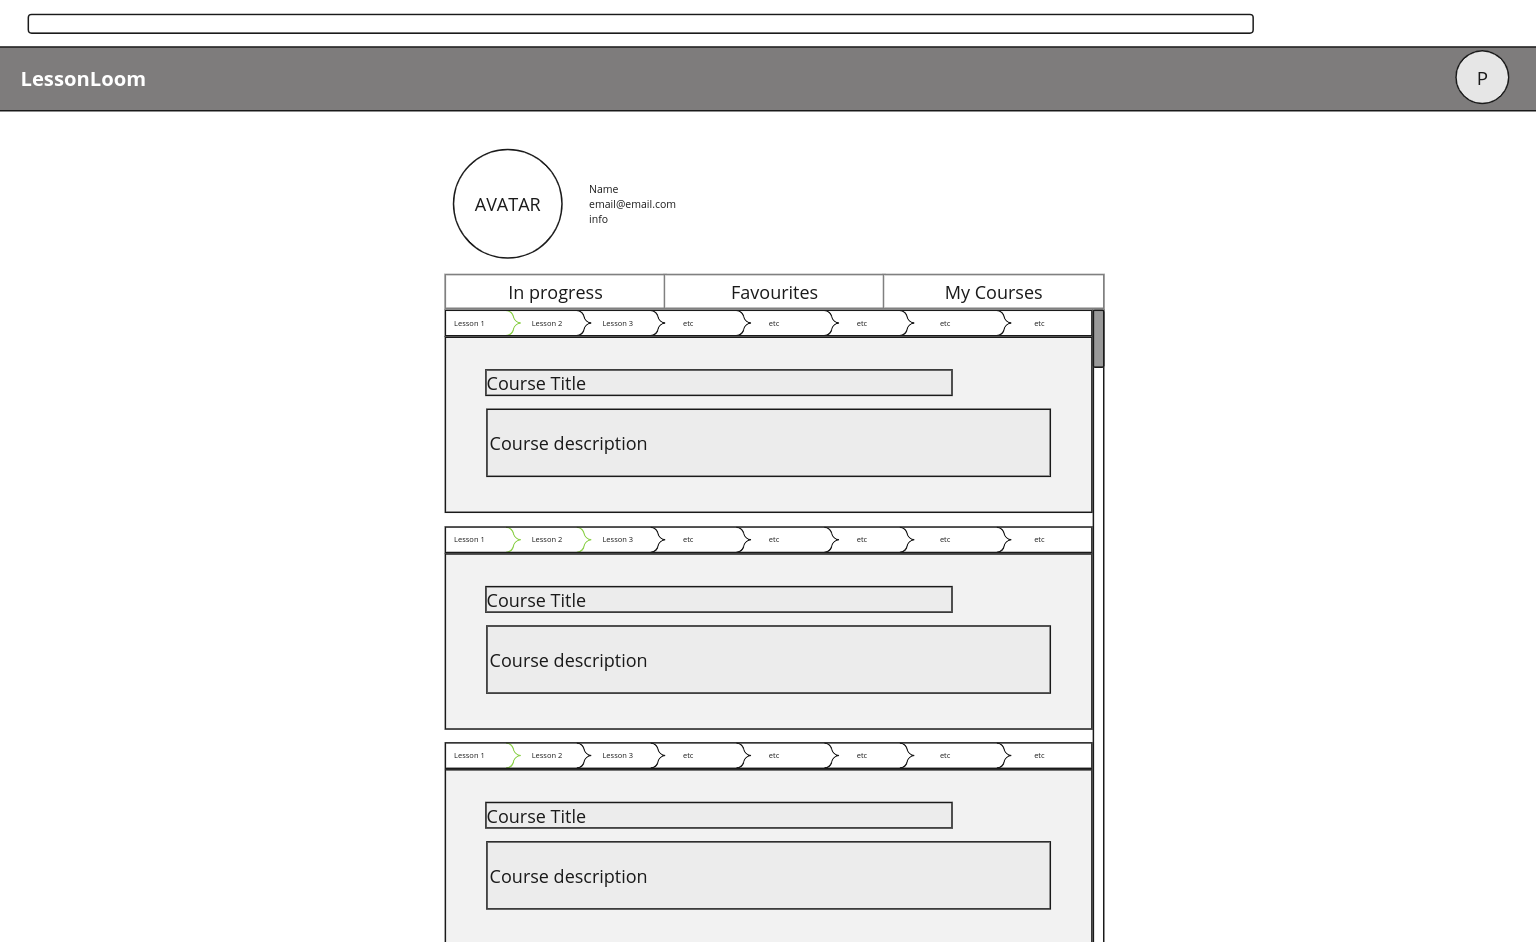 LessonLoom
P
AVATAR
Name
email@email.com
info
In progress Favourites My Courses
Lesson 1 Lesson 2 Lesson 3 etc etc etc etc etc
Course Title
Course description
Lesson 1 Lesson 2 Lesson 3 etc etc etc etc etc
Course Title
Course description
Lesson 1 Lesson 2 Lesson 3 etc etc etc etc etc
Course Title
Course description